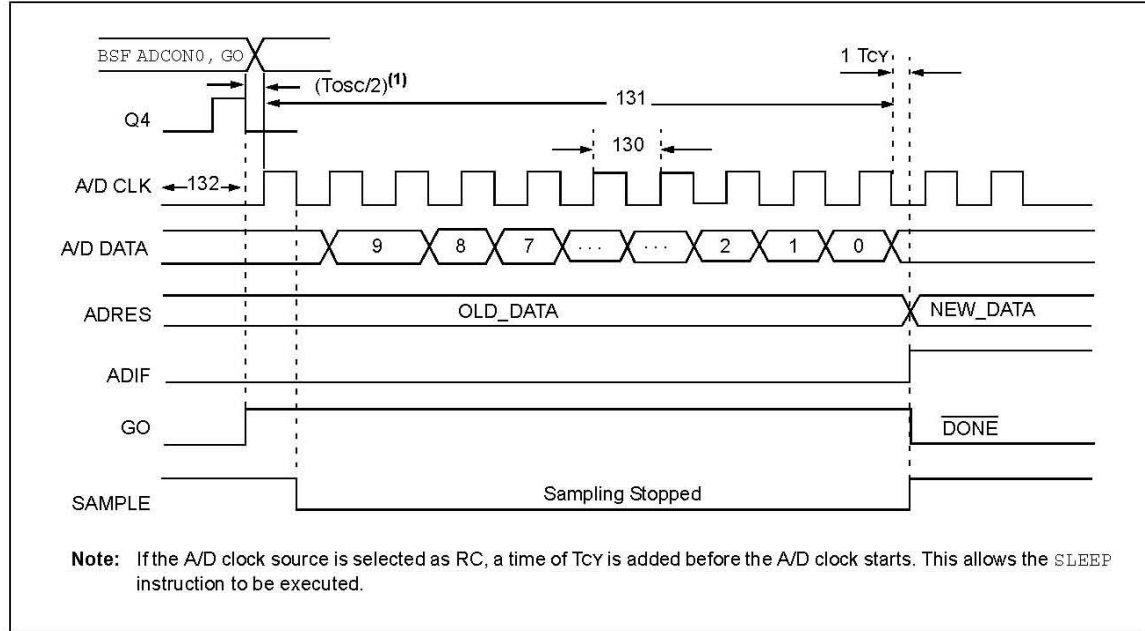 BSF ADCON0, GO
1 TCY
(TOSC/2)(1)
131
Q4
130
A/D CLK
132
A/D DATA
9 8 7 ... ... 2 1 0
ADRES
OLD_DATA
NEW_DATA
ADIF
GO
DONE
SAMPLE
Sampling Stopped
Note: If the A/D clock source is selected as RC, a time of TCY is added before the A/D clock starts. This allows the SLEEP
instruction to be executed.